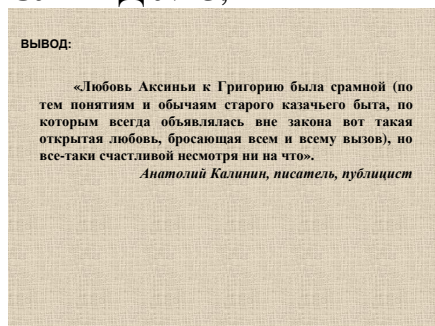 ВЫВОД:
«Любовь Аксиньи к Григорию была срамной (по
тем понятиям и обычаям старого казачьего быта, по
которым всегда объявлялась вне закона вот такая
открытая любовь, бросающая всем и всему вызов), но
все-таки счастливой несмотря ни на что».
Анатолий Калинин, писатель, публицист